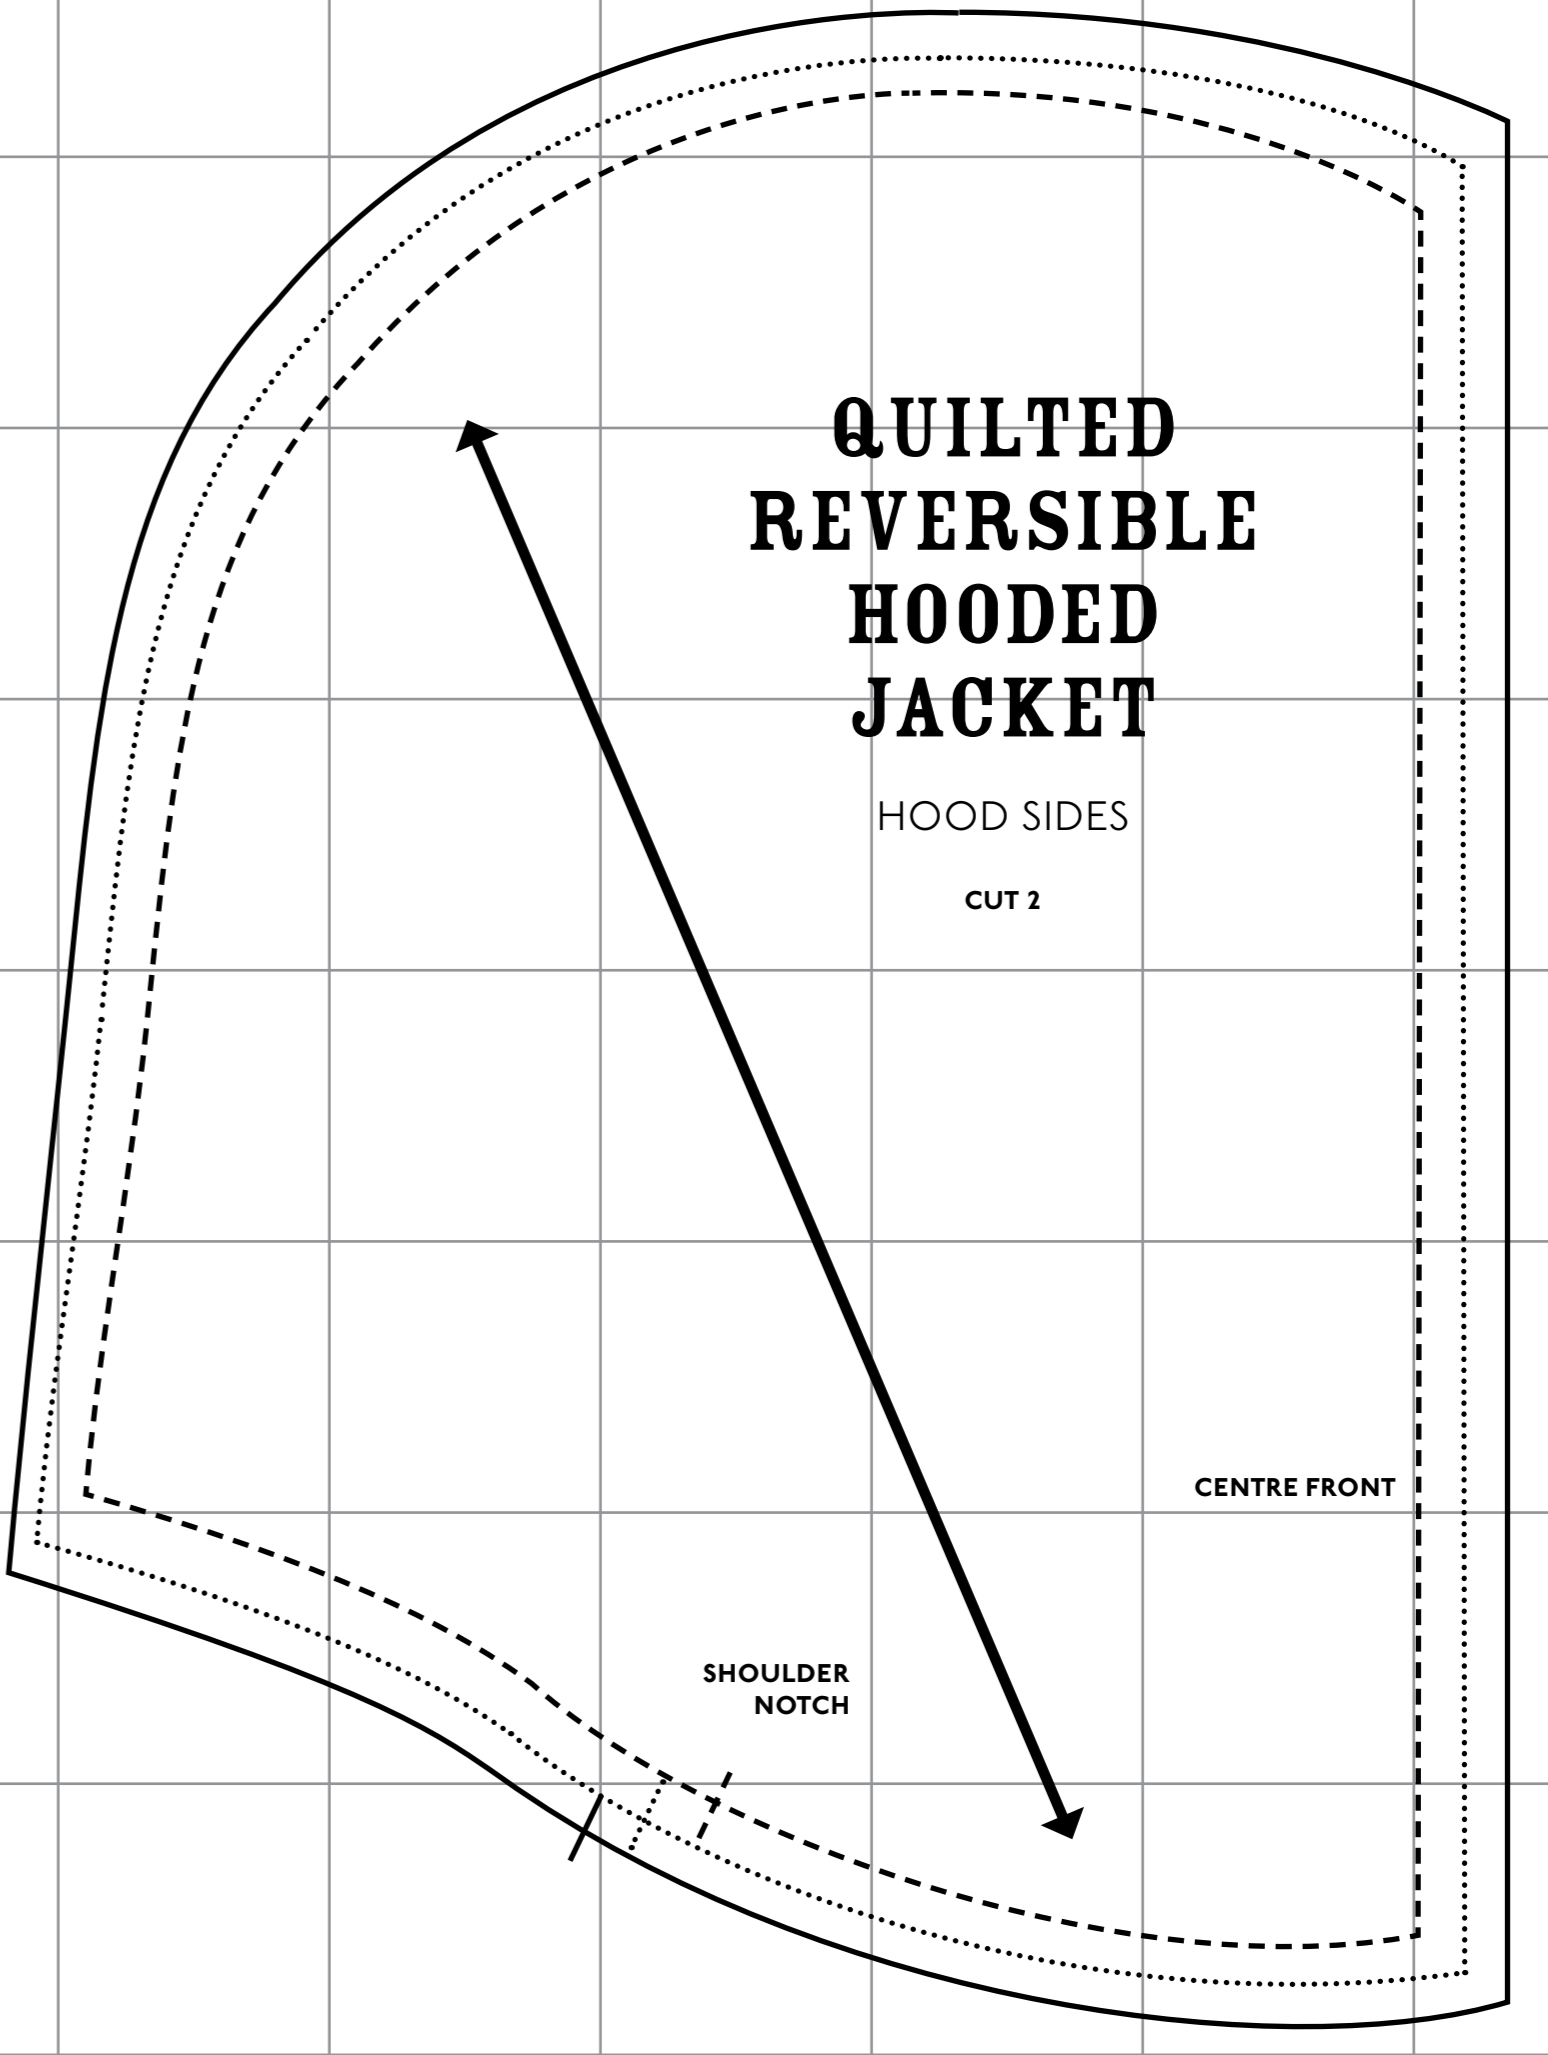 QUILTED
REVERSIBLE
HOODED
JACKET
HOOD SIDES
CUT 2
CENTRE FRONT
SHOULDER
NOTCH